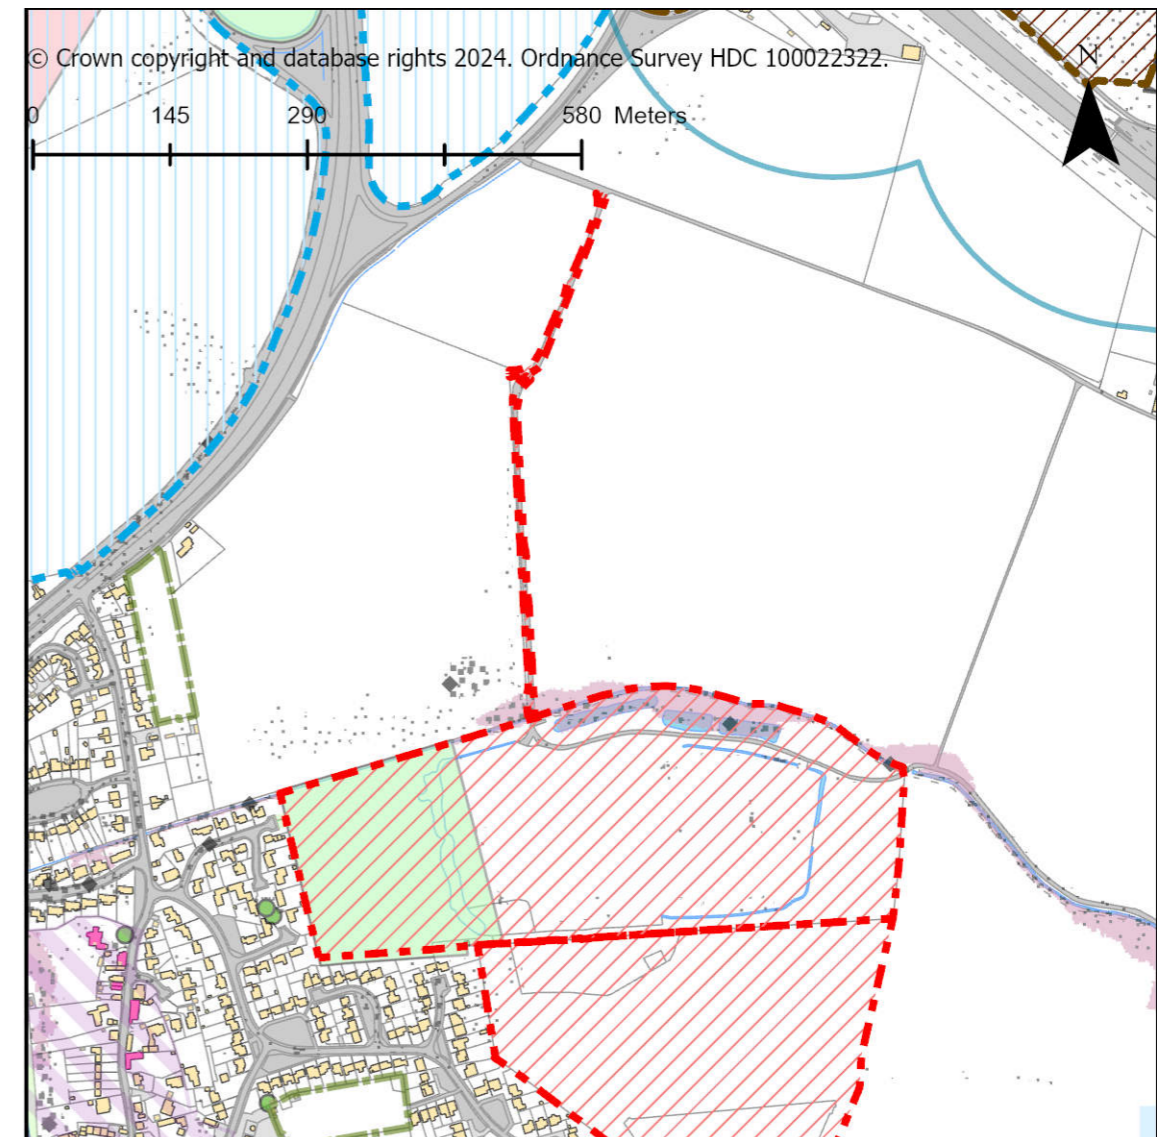 © Crown copyright and database rights 2024. Ordnance Survey HDC 100022322.
N
0 145 290 580 Meters